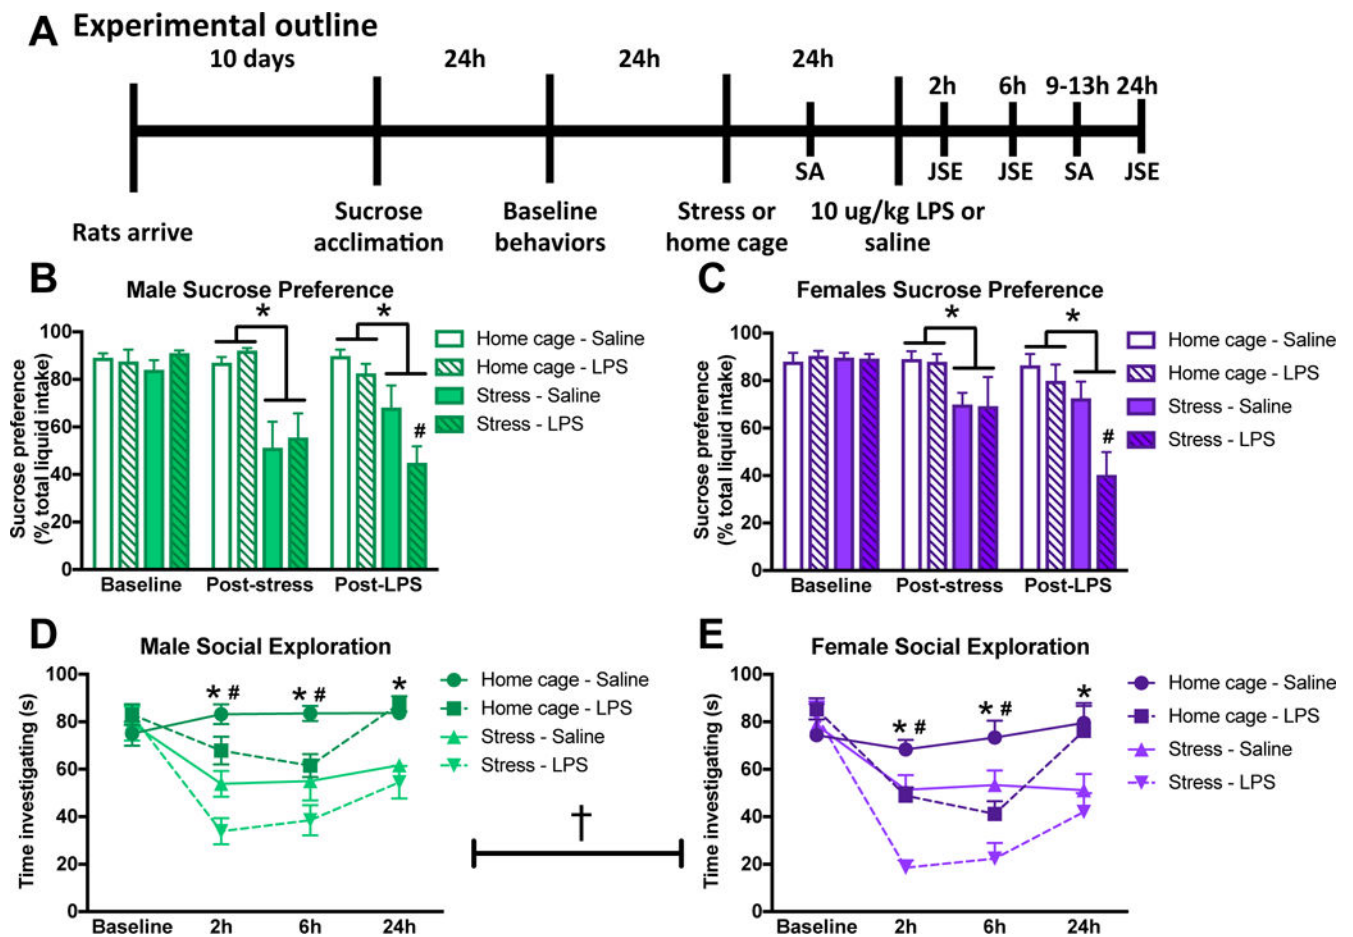 A Experimental outline
10 days 24h 24h 24h
2h 6h 9-13h 24h
SA JSE JSE SA JSE
Rats arrive
Sucrose
acclimation
Baseline
behaviors
Stress or
home cage
10 ug/kg LPS or
saline
B Male Sucrose Preference
Sucrose preference
(% total liquid intake)
100
80
60
40
20
0
* *
#
Baseline Post-stress Post-LPS
Home cage - Saline
Home cage - LPS
Stress - Saline
Stress - LPS
C Females Sucrose Preference
Sucrose preference
(% total liquid intake)
100
80
60
40
20
0
* *
#
Baseline Post-stress Post-LPS
Home cage - Saline
Home cage - LPS
Stress - Saline
Stress - LPS
D Male Social Exploration
Time investigating (s)
100
80
60
40
20
0
* # * # *
Baseline 2h 6h 24h
Home cage - Saline
Home cage - LPS
Stress - Saline
Stress - LPS
†
E Female Social Exploration
Time investigating (s)
100
80
60
40
20
0
* # * # *
Baseline 2h 6h 24h
Home cage - Saline
Home cage - LPS
Stress - Saline
Stress - LPS